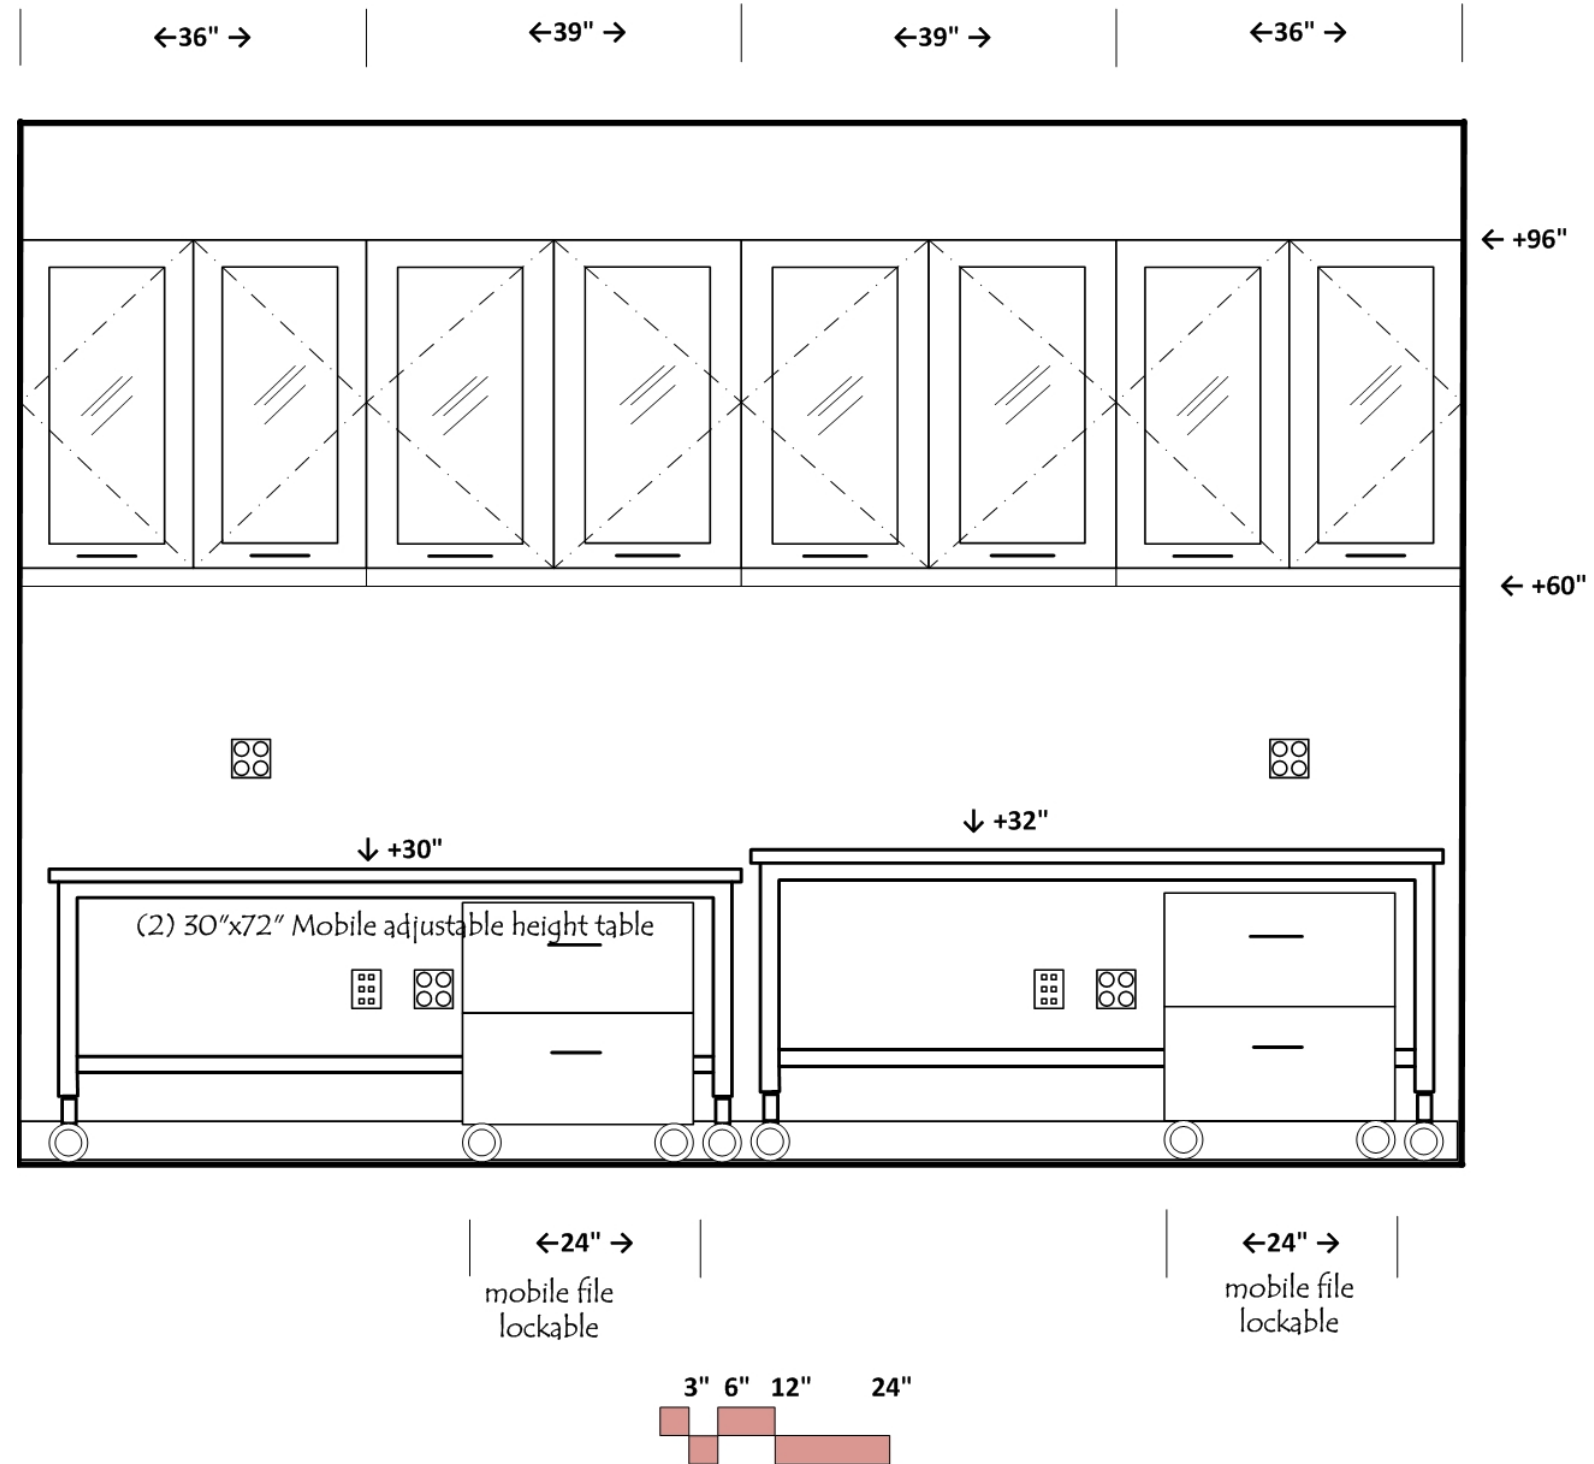 ←36" →
←39" →
←39" →
←36" →
← +96"
← +60"
↓ +32"
↓ +30"
(2) 30"x72" Mobile adjustable height table
←24" →
←24" →
mobile file
lockable
mobile file
lockable
3" 6" 12" 24"